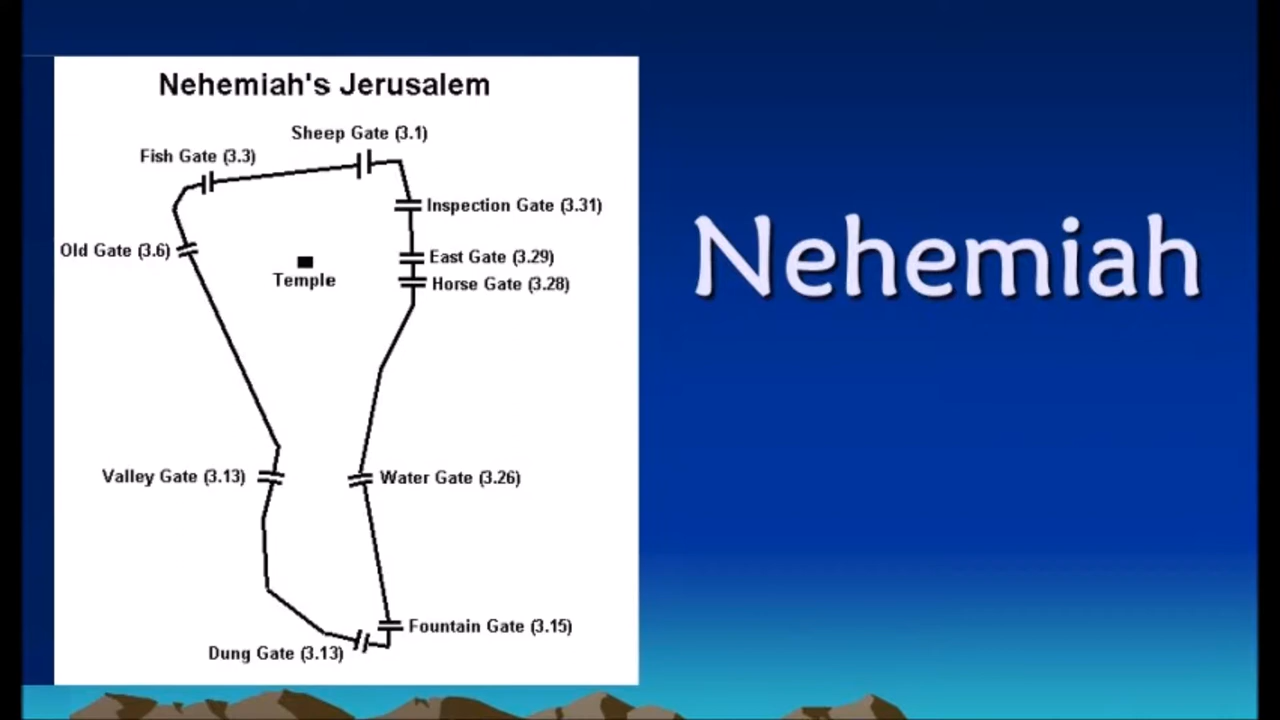 Nehemiah's Jerusalem
Sheep Gate (3.1)
Fish Gate (3.3)
Inspection Gate (3.31)
Old Gate (3.6)
East Gate (3.29)
Temple
Horse Gate (3.28)
Valley Gate (3.13)
Water Gate (3.26)
Fountain Gate (3.15)
Dung Gate (3.13)
Nehemiah